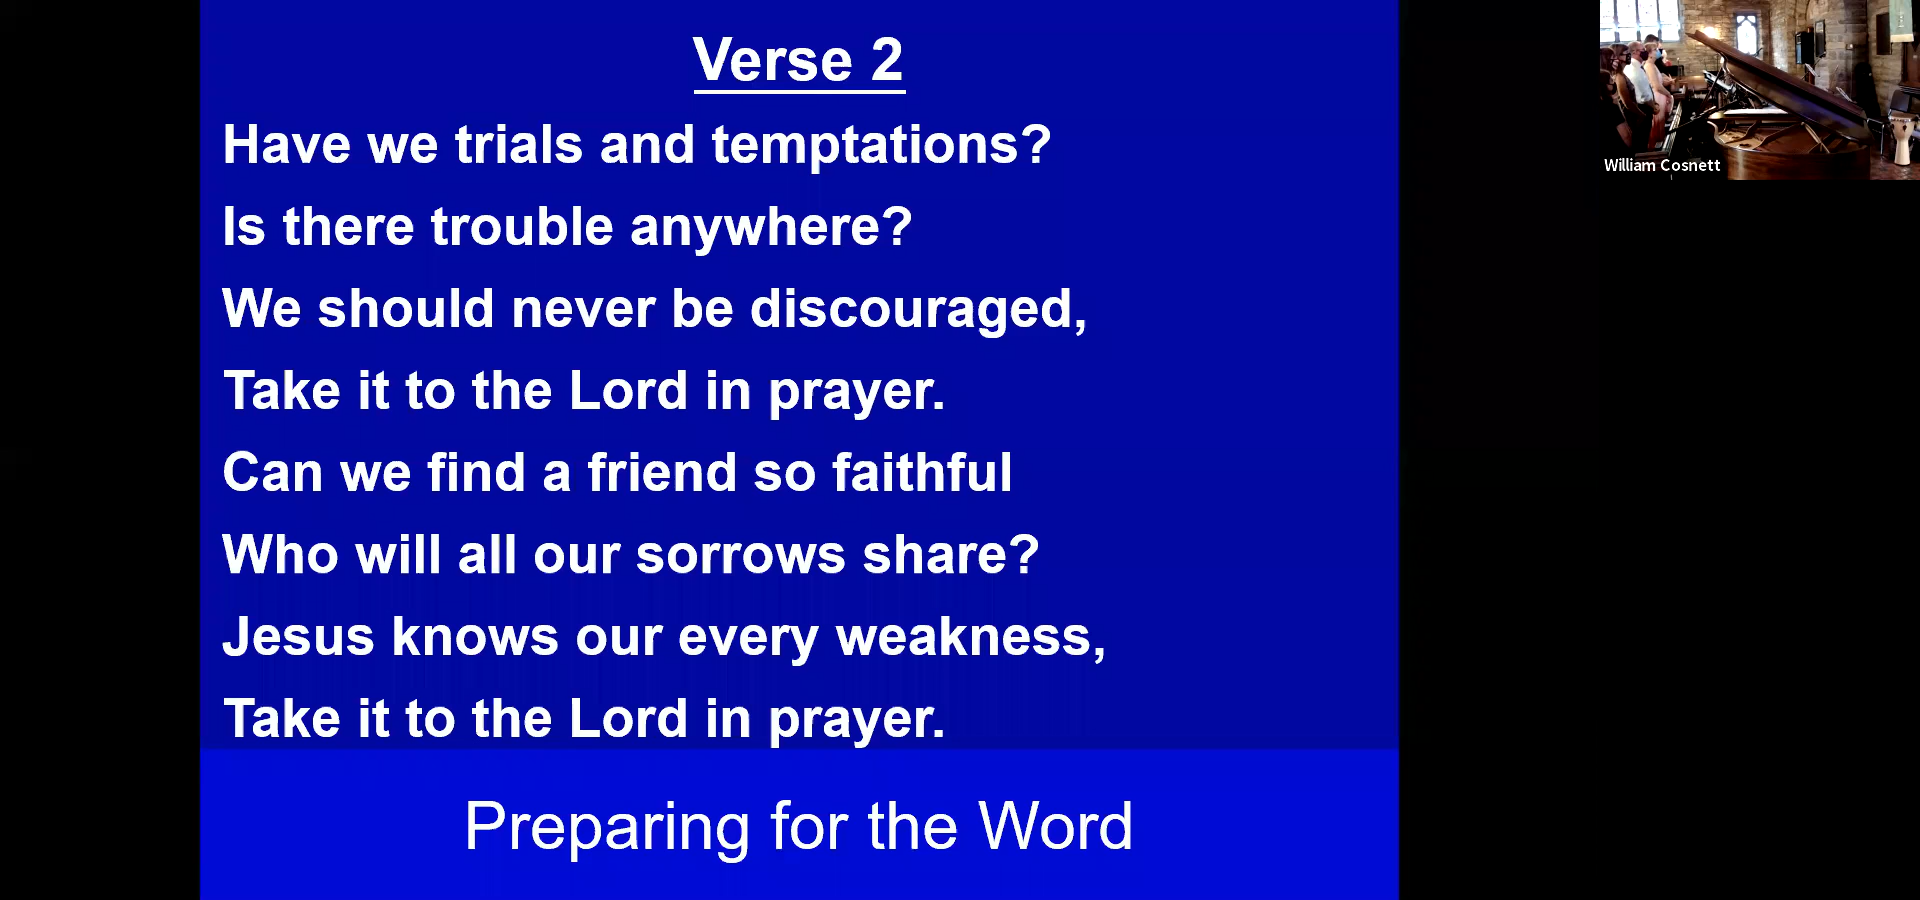 Verse 2
Have we trials and temptations?
Is there trouble anywhere?
We should never be discouraged,
Take it to the Lord in prayer.
Can we find a friend so faithful
Who will all our sorrows share?
Jesus knows our every weakness,
Take it to the Lord in prayer.
Preparing for the Word
William Cosnett